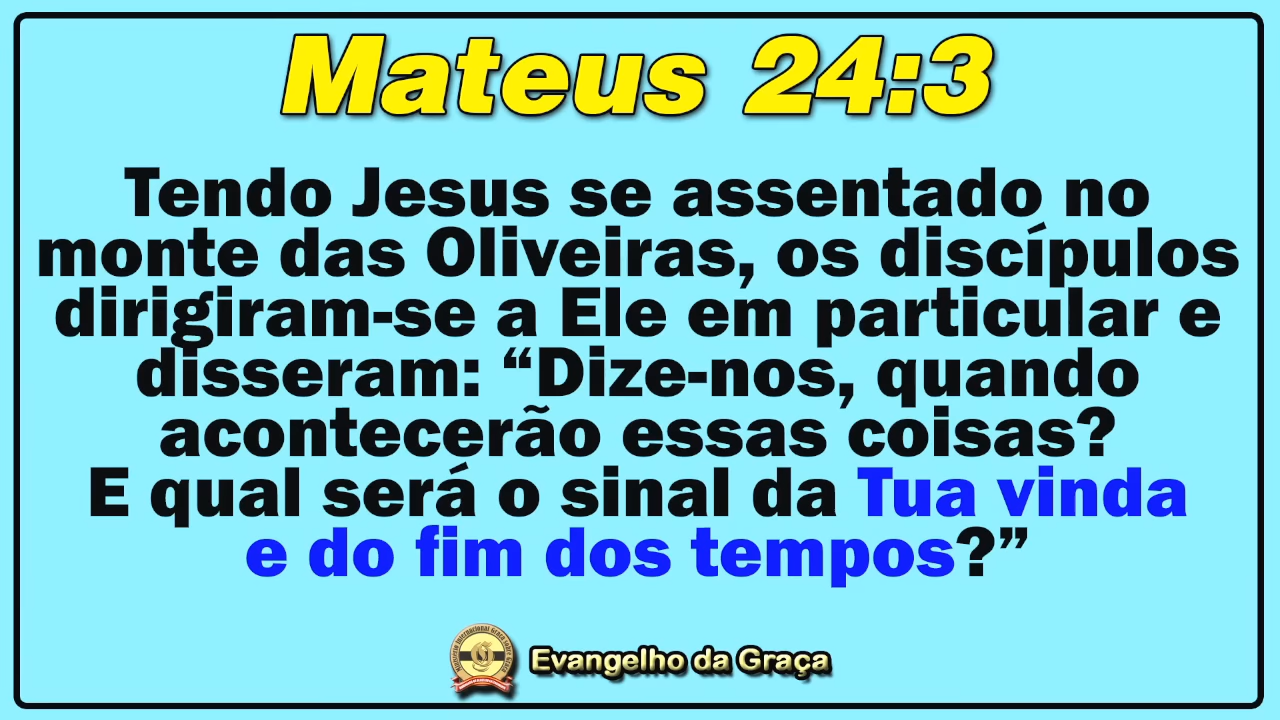 Mateus 24:3
Tendo Jesus se assentado no
monte das Oliveiras, os discípulos
dirigiram-se a Ele em particular e
disseram: “Dize-nos, quando
acontecerão essas coisas?
E qual será o sinal da Tua vinda
e do fim dos tempos?”
Evangelho da Graça